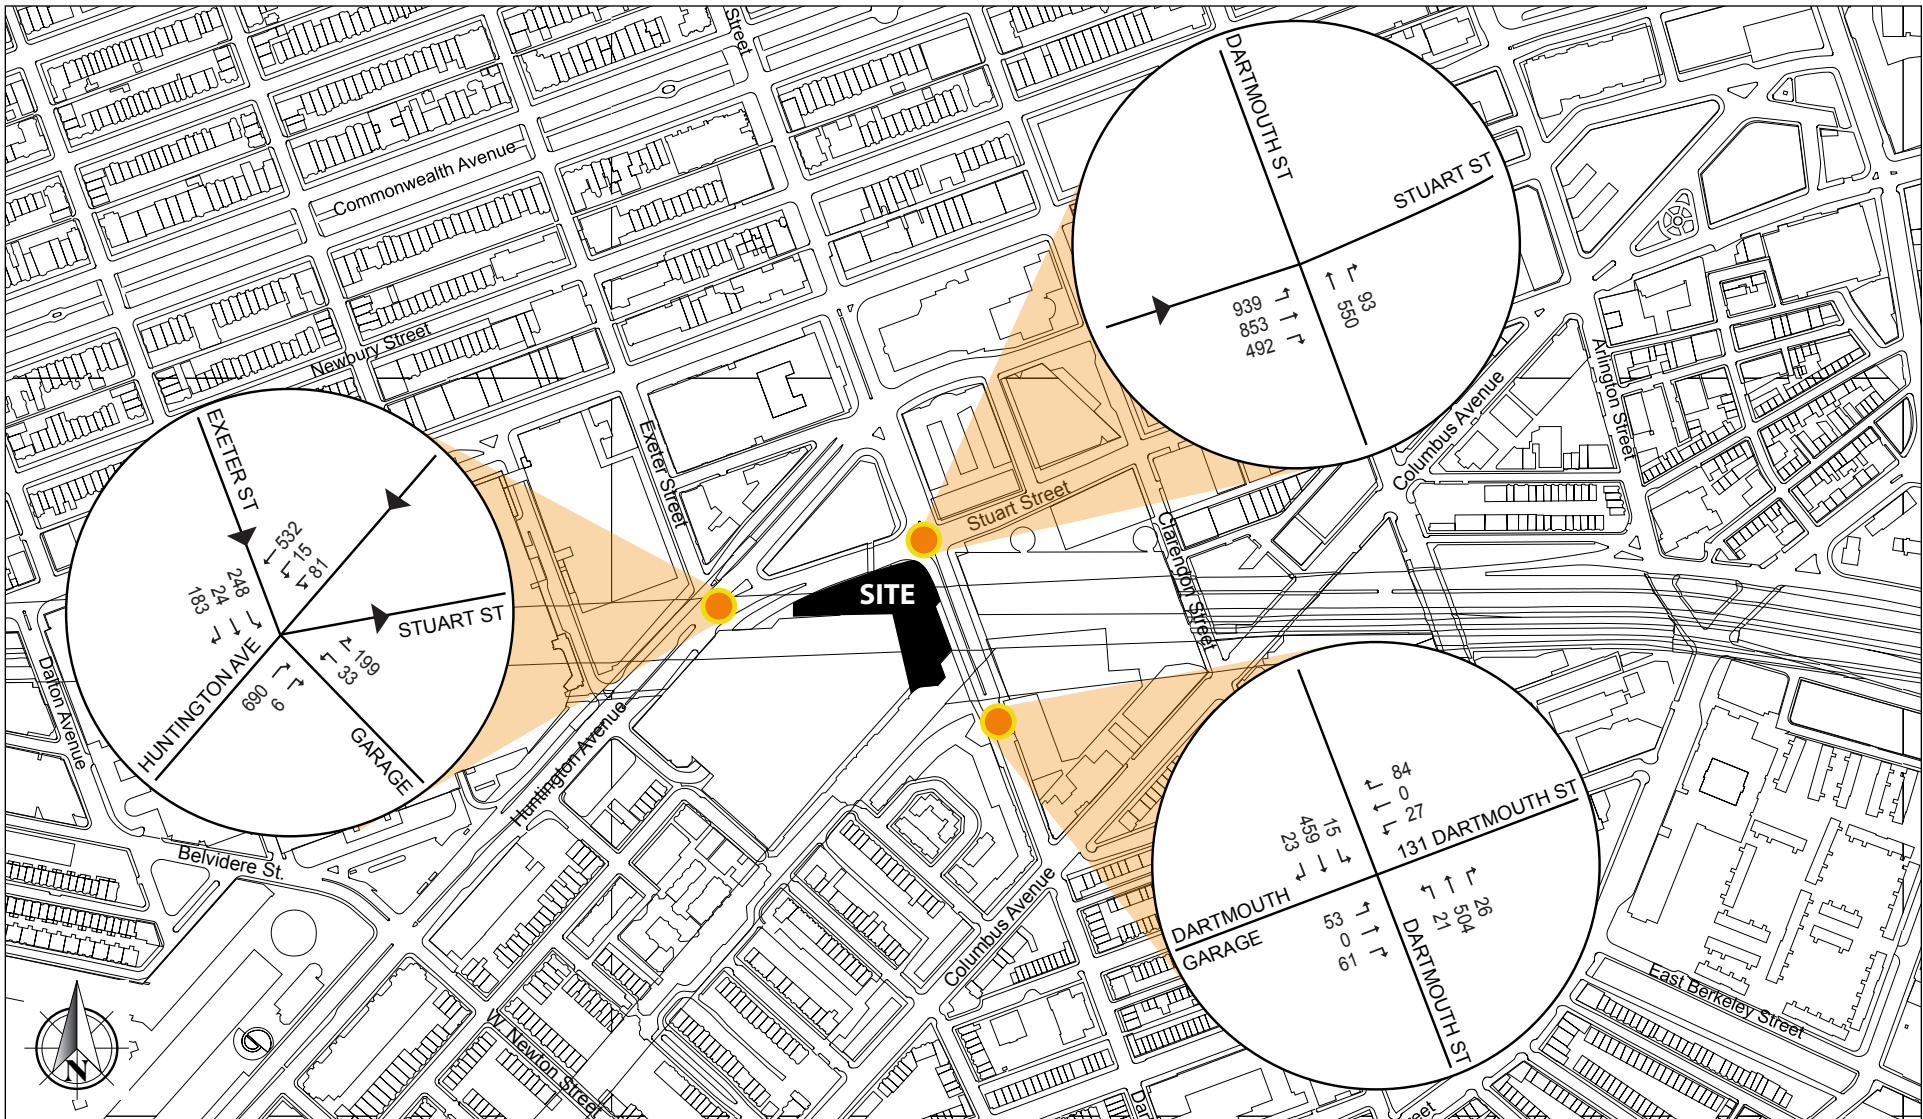 Street
Commonwealth Avenue
Newbury Street
Exeter Street
Stuart Street
Clarendon Street
Columbus Avenue
Arlington Street
DARTMOUTH ST
STUART ST
939
853
492
550
93
EXETER ST
532
15
81
248
24
183
STUART ST
HUNTINGTON AVE
690
6
33
199
GARAGE
SITE
Dalton Avenue
Huntington Avenue
Belvidere St.
Columbus Avenue
W. Newton Street
84
0
27
131 DARTMOUTH ST
15
459
23
DARTMOUTH
GARAGE
53
0
61
21
504
26
DARTMOUTH ST
East Berkeley Street
N